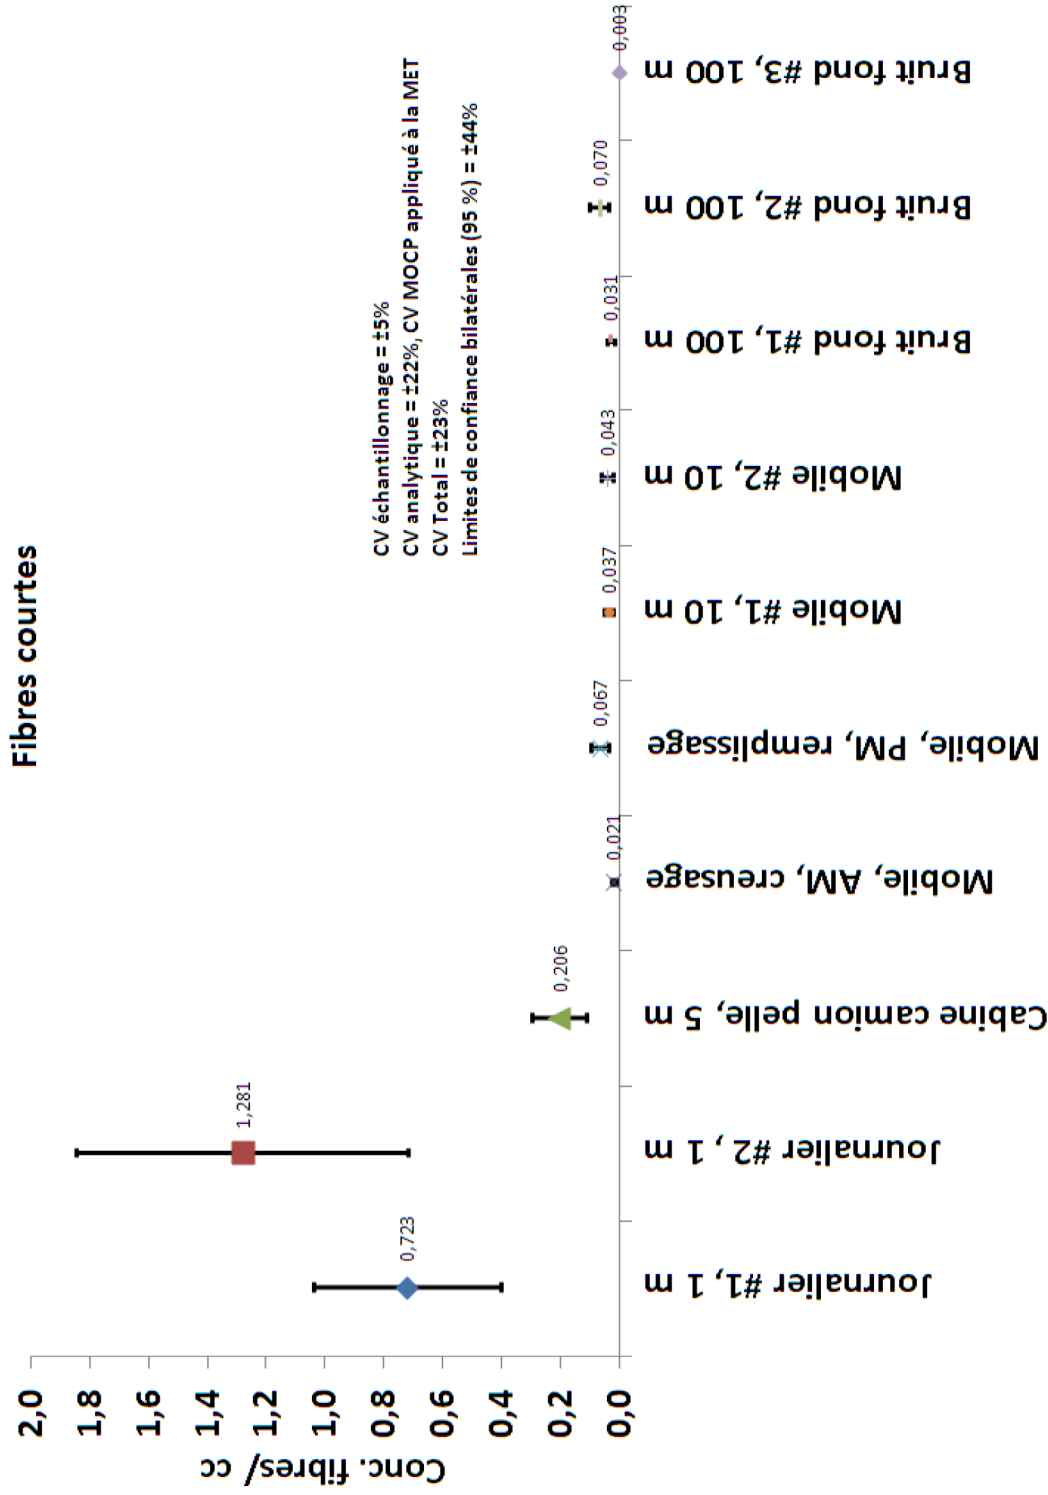 Fibres courtes
CV échantillonnage = ±5%
CV analytique = ±22%, CV MOCP appliqué à la MET
CV Total = ±23%
Limites de confiance bilatérales (95 %) = ±44%
Conc. fibres/ cc
2,0
1,8
1,6
1,4
1,2
1,0
0,8
0,6
0,4
0,2
0,0
0,723
1,281
0,206
0,021
0,067
0,037
0,043
0,031
0,070
0,003
Journalier #1, 1 m
Journalier #2 , 1 m
Cabine camion pelle, 5 m
Mobile, AM, creusage
Mobile, PM, remplissage
Mobile #1, 10 m
Mobile #2, 10 m
Bruit fond #1, 100 m
Bruit fond #2, 100 m
Bruit fond #3, 100 m